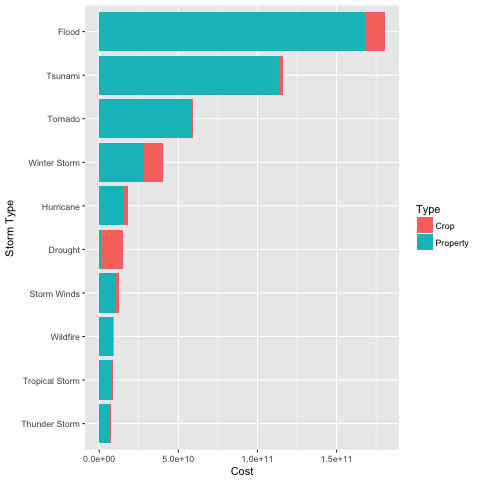 Storm Type
Flood
Tsunami
Tornado
Winter Storm
Hurricane
Drought
Storm Winds
Wildfire
Tropical Storm
Thunder Storm
0.0e+00 5.0e+10 1.0e+11 1.5e+11
Cost
Type
Crop
Property